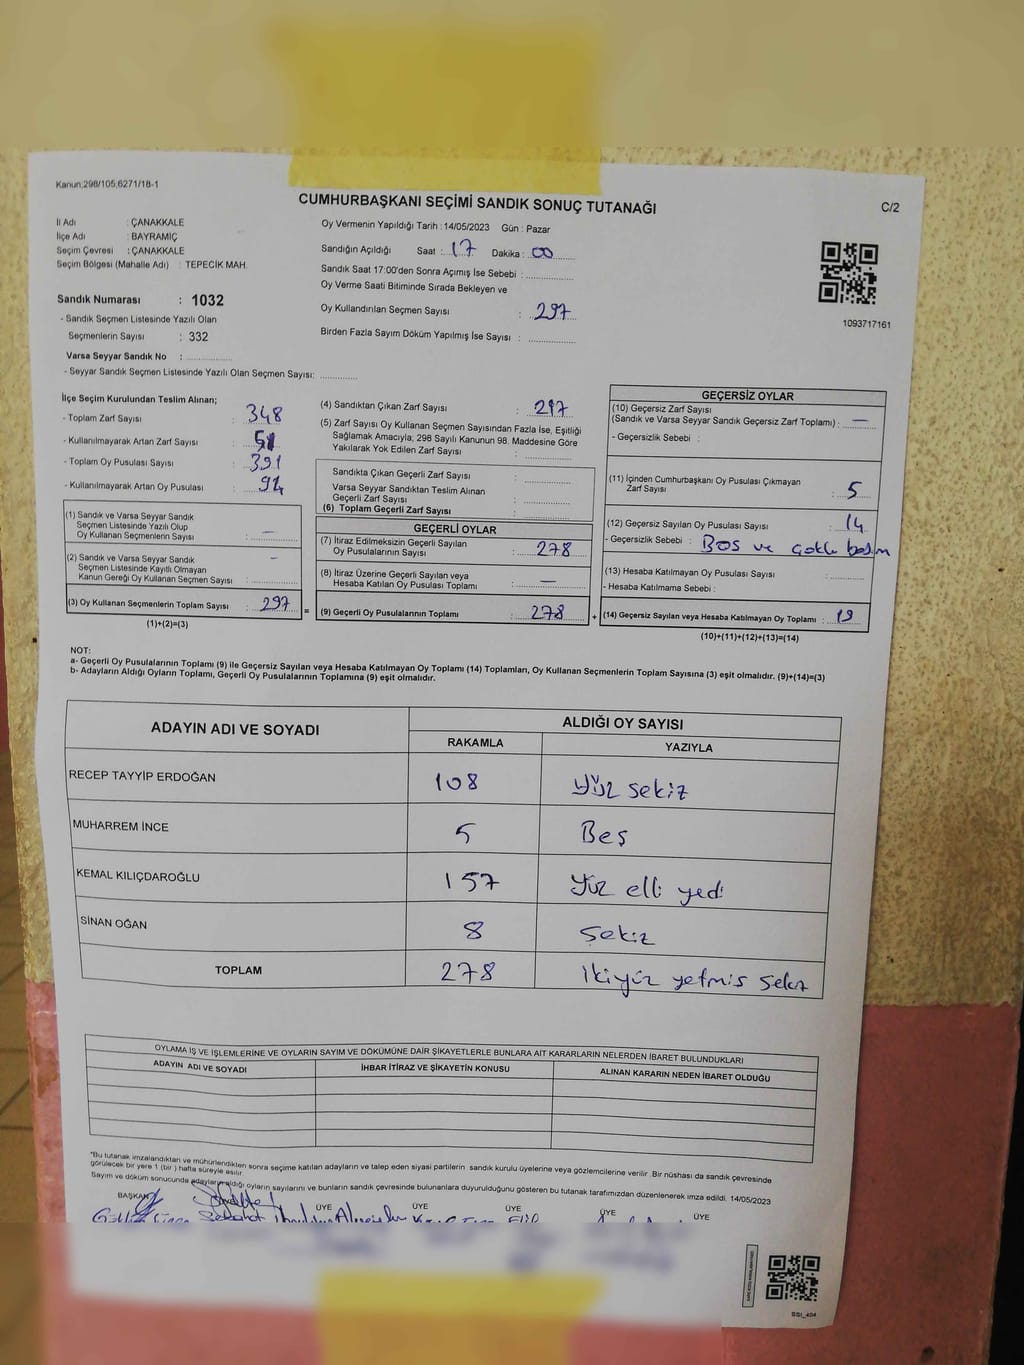 Kanun;298/105,6271/18-1
CUMHURBAŞKANI SEÇİMİ SANDIK SONUÇ TUTANAĞI
C/2
İl Adı : ÇANAKKALE
İlçe Adı : BAYRAMİÇ
Seçim Çevresi : ÇANAKKALE
Seçim Bölgesi (Mahalle Adı) : TEPECİK MAH.
Sandık Numarası : 1032
- Sandık Seçmen Listesinde Yazılı Olan
Seçmenlerin Sayısı : 332
Varsa Seyyar Sandık No :
- Seyyar Sandık Seçmen Listesinde Yazılı Olan Seçmen Sayısı:
Oy Vermenin Yapıldığı Tarih : 14/05/2023 Gün : Pazar
Sandığın Açıldığı Saat : 17 Dakika : 00
Sandık Saat 17:00'den Sonra Açımış İse Sebebi :
Oy Verme Saati Bitiminde Sırada Bekleyen ve
Oy Kullandırılan Seçmen Sayısı : 297
Birden Fazla Sayım Döküm Yapılmış İse Sayısı :
1093717161
İlçe Seçim Kurulundan Teslim Alınan;
- Toplam Zarf Sayısı : 348
- Kullanılmayarak Artan Zarf Sayısı : 51
- Toplam Oy Pusulası Sayısı : 391
- Kullanılmayarak Artan Oy Pusulası : 94
(1) Sandık ve Varsa Seyyar Sandık
Seçmen Listesinde Yazılı Olup
Oy Kullanan Seçmenlerin Sayısı : —
(2) Sandık ve Varsa Seyyar Sandık
Seçmen Listesinde Kayıtlı Olmayan
Kanun Gereği Oy Kullanan Seçmen Sayısı : —
(3) Oy Kullanan Seçmenlerin Toplam Sayısı : 297
(1)+(2)=(3)
=
(4) Sandıktan Çıkan Zarf Sayısı : 297
(5) Zarf Sayısı Oy Kullanan Seçmen Sayısından Fazla İse, Eşitliği
Sağlamak Amacıyla; 298 Sayılı Kanunun 98. Maddesine Göre
Yakılarak Yok Edilen Zarf Sayısı :
Sandıkta Çıkan Geçerli Zarf Sayısı :
Varsa Seyyar Sandıktan Teslim Alınan
Geçerli Zarf Sayısı :
(6) Toplam Geçerli Zarf Sayısı :
GEÇERLİ OYLAR
(7) İtiraz Edilmeksizin Geçerli Sayılan
Oy Pusulalarının Sayısı : 278
(8) İtiraz Üzerine Geçerli Sayılan veya
Hesaba Katılan Oy Pusulası Toplamı : —
(9) Geçerli Oy Pusulalarının Toplamı : 278
+
GEÇERSİZ OYLAR
(10) Geçersiz Zarf Sayısı
(Sandık ve Varsa Seyyar Sandık Geçersiz Zarf Toplamı) : —
- Geçersizlik Sebebi :
(11) İçinden Cumhurbaşkanı Oy Pusulası Çıkmayan
Zarf Sayısı : 5
(12) Geçersiz Sayılan Oy Pusulası Sayısı : 14
- Geçersizlik Sebebi : Boş ve çoklu basım
(13) Hesaba Katılmayan Oy Pusulası Sayısı :
- Hesaba Katılmama Sebebi :
(14) Geçersiz Sayılan veya Hesaba Katılmayan Oy Toplamı : 19
(10)+(11)+(12)+(13)=(14)
NOT:
a- Geçerli Oy Pusulalarının Toplamı (9) ile Geçersiz Sayılan veya Hesaba Katılmayan Oy Toplamı (14) Toplamları, Oy Kullanan Seçmenlerin Toplam Sayısına (3) eşit olmalıdır. (9)+(14)=(3)
b- Adayların Aldığı Oyların Toplamı, Geçerli Oy Pusulalarının Toplamına (9) eşit olmalıdır.
ADAYIN ADI VE SOYADI
ALDIĞI OY SAYISI
RAKAMLA YAZIYLA
RECEP TAYYİP ERDOĞAN 108 Yüz sekiz
MUHARREM İNCE 5 Beş
KEMAL KILIÇDAROĞLU 157 Yüz elli yedi
SİNAN OĞAN 8 Sekiz
TOPLAM 278 İkiyüz yetmiş sekiz
OYLAMA İŞ VE İŞLEMLERİNE VE OYLARIN SAYIM VE DÖKÜMÜNE DAİR ŞİKAYETLERLE BUNLARA AİT KARARLARIN NELERDEN İBARET BULUNDUKLARI
ADAYIN ADI VE SOYADI İHBAR İTİRAZ VE ŞİKAYETİN KONUSU ALINAN KARARIN NEDEN İBARET OLDUĞU
"Bu tutanak imzalandıktan ve mühürlendikten sonra seçime katılan adayların ve talep eden siyasi partilerin sandık kurulu üyelerine veya gözlemcilerine verilir .Bir nüshası da sandık çevresinde
görülecek bir yere 1 (bir ) hafta süreyle asılır.
Sayım ve döküm sonucunda adayların aldığı oyların sayılarını ve bunların sandık çevresinde bulunanlara duyurulduğunu gösteren bu tutanak tarafımızdan düzenlenerek imza edildi. 14/05/2023
BAŞKAN ÜYE ÜYE ÜYE ÜYE ÜYE
SSI_404